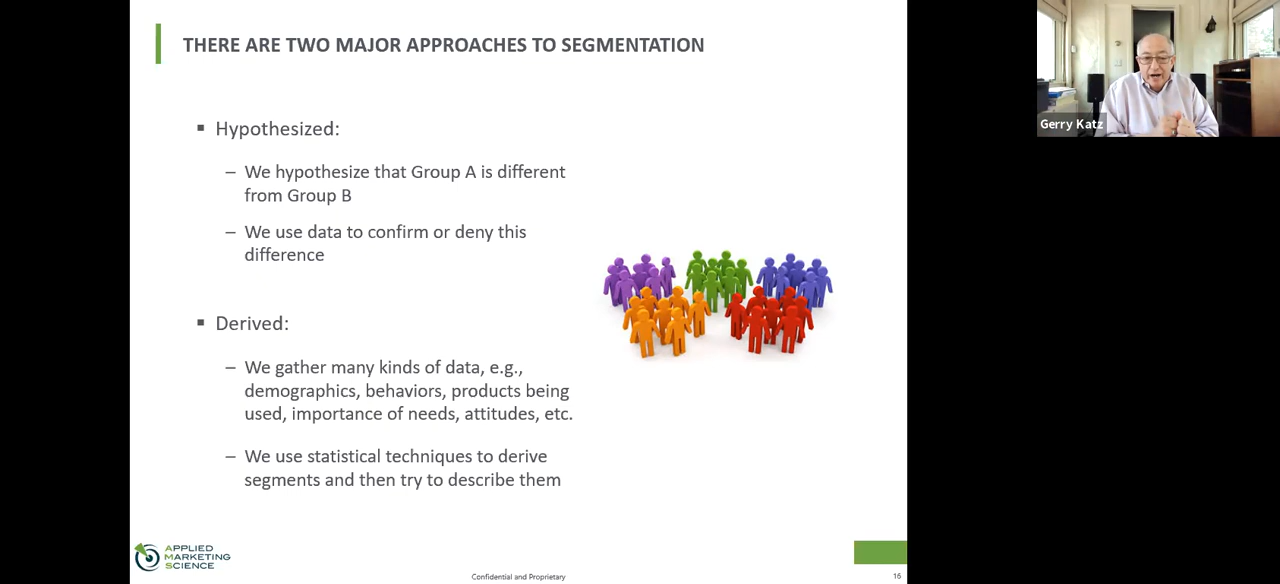 THERE ARE TWO MAJOR APPROACHES TO SEGMENTATION
▪ Hypothesized:
– We hypothesize that Group A is different
from Group B
– We use data to confirm or deny this
difference
▪ Derived:
– We gather many kinds of data, e.g.,
demographics, behaviors, products being
used, importance of needs, attitudes, etc.
– We use statistical techniques to derive
segments and then try to describe them
APPLIED
MARKETING
SCIENCE
Confidential and Proprietary
16
Gerry Katz